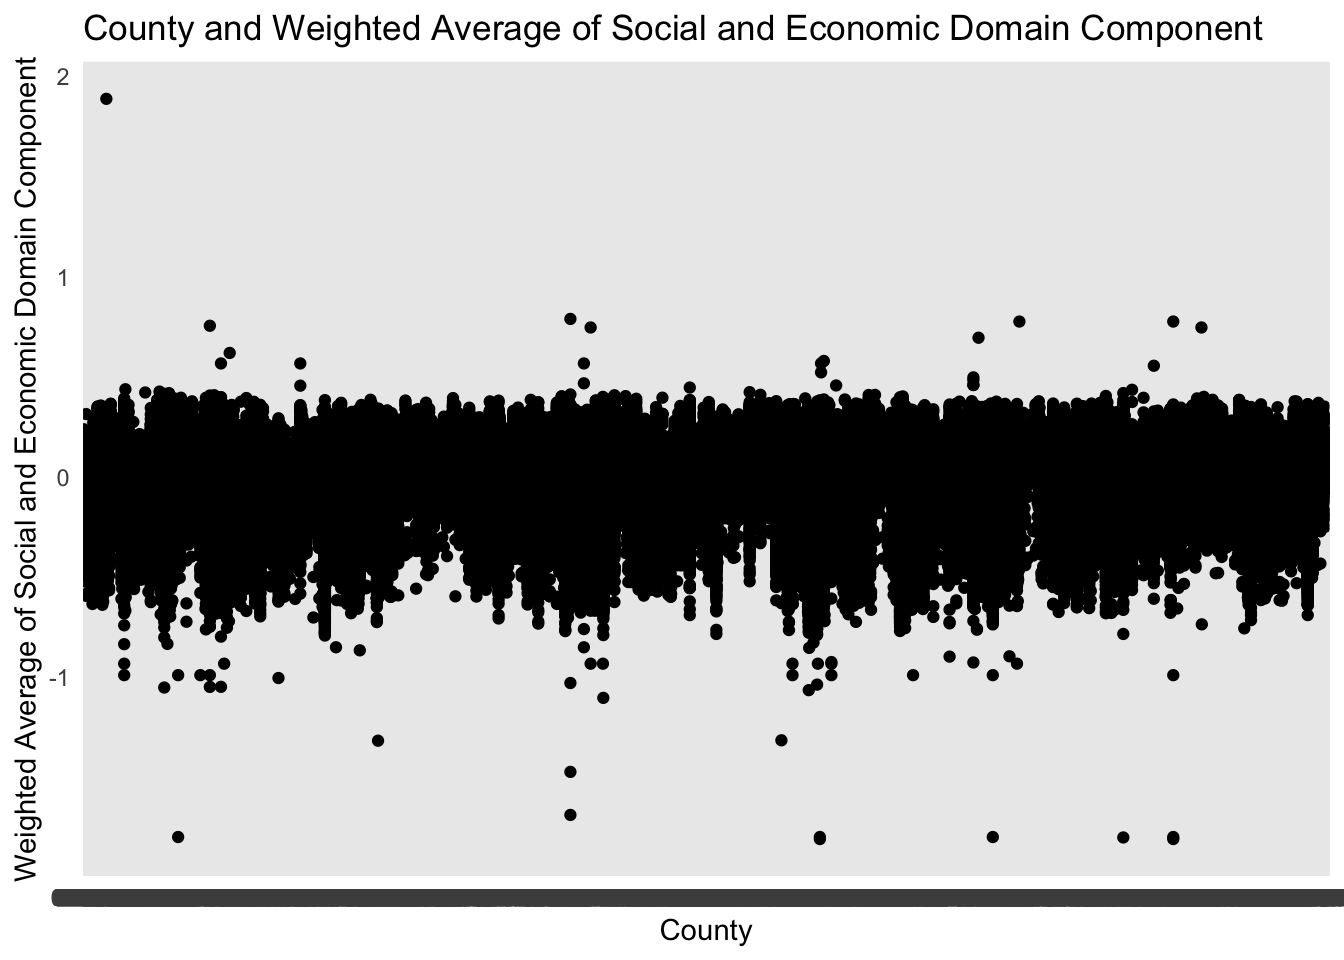 County and Weighted Average of Social and Economic Domain Component
Weighted Average of Social and Economic Domain Component
2
1
0
-1
County